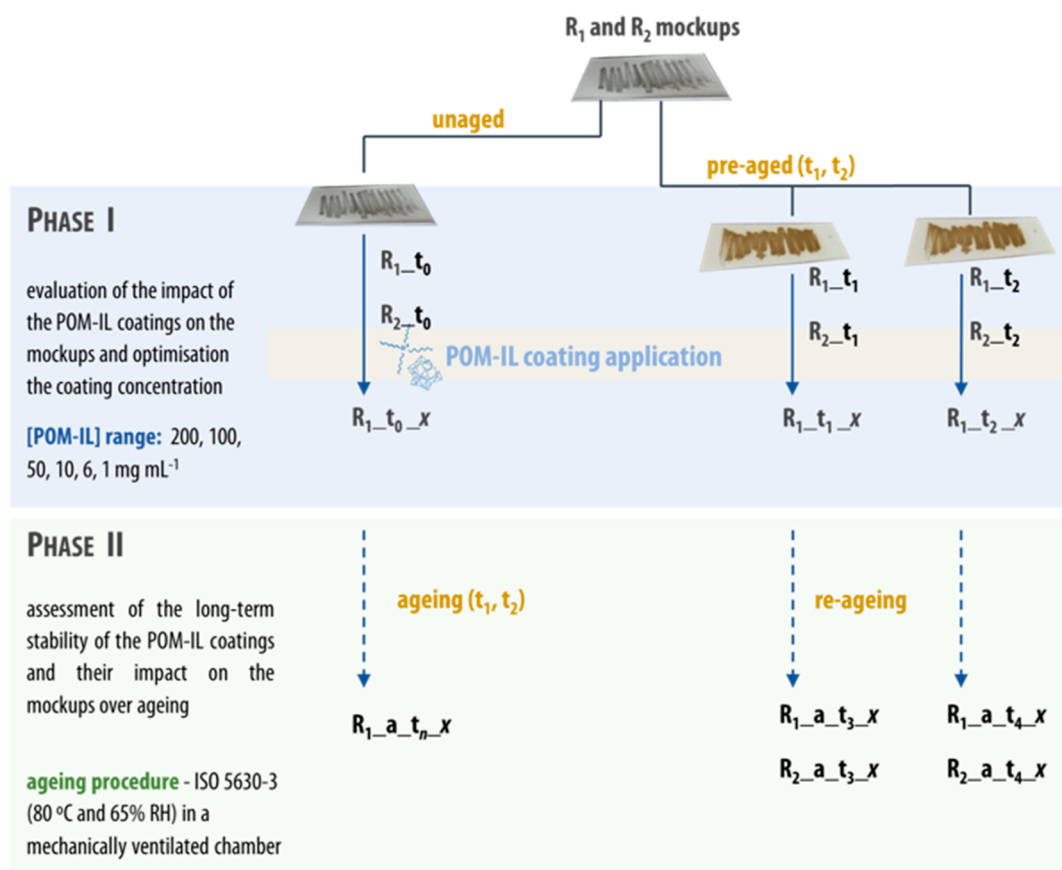 R₁ and R₂ mockups
unaged
pre-aged (t₁, t₂)
PHASE I
evaluation of the impact of
the POM-IL coatings on the
mockups and optimisation
the coating concentration
[POM-IL] range: 200, 100,
50, 10, 6, 1 mg mL⁻¹
R₁_t₀
R₂_t₀
R₁_t₁
R₂_t₁
R₁_t₂
R₂_t₂
POM-IL coating application
R₁_t₀_x
R₁_t₁_x
R₁_t₂_x
PHASE II
assessment of the long-term
stability of the POM-IL coatings
and their impact on the
mockups over ageing
ageing procedure - ISO 5630-3
(80 ºC and 65% RH) in a
mechanically ventilated chamber
ageing (t₁, t₂)
re-ageing
R₁_a_tₙ_x
R₁_a_t₃_x
R₂_a_t₃_x
R₁_a_t₄_x
R₂_a_t₄_x